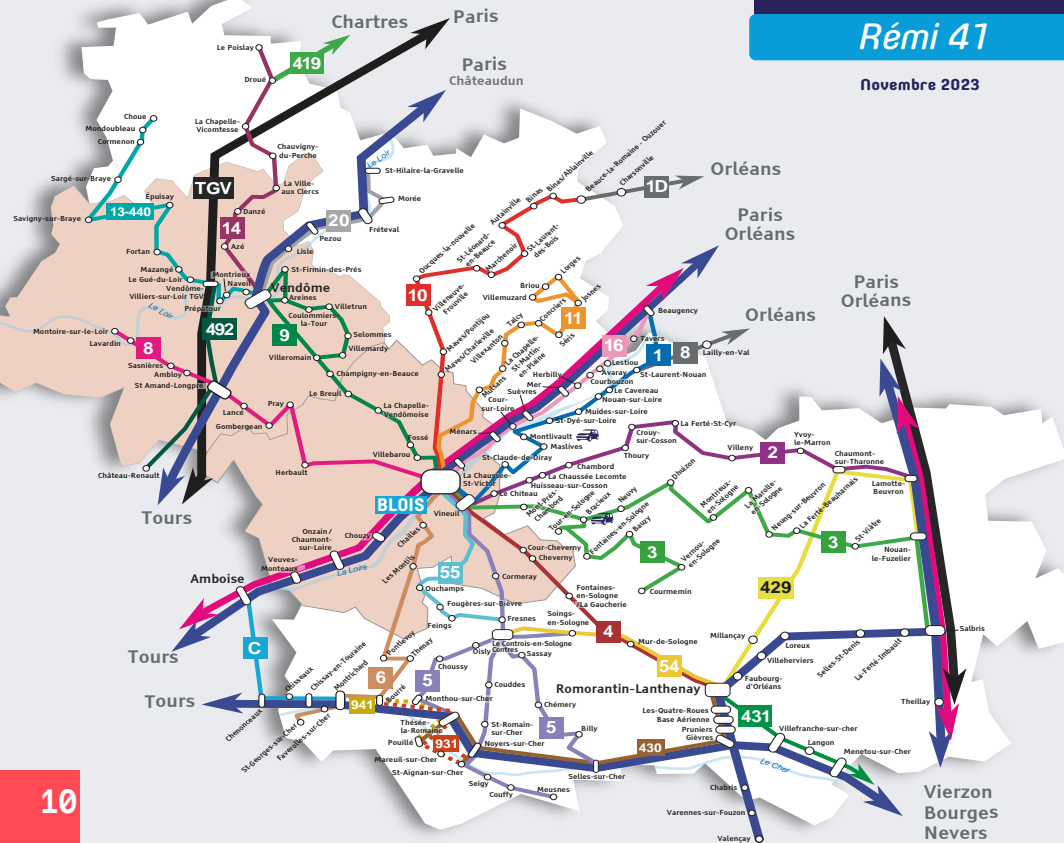 Rémi 41
Novembre 2023
Chartres
Paris
Paris
Châteaudun
Orléans
Paris
Orléans
Orléans
Paris
Orléans
Le Poislay
419
Droué
Choue
Mondoubleau
Cormenon
La Chapelle-
Vicomtesse
Chauvigny-
du-Perche
Le Loir
St-Hilaire-la-Gravelle
Sargé-sur-Braye
TGV
La Ville-
aux Clercs
Morée
Épuisay
Savigny-sur-Braye
13-440
Danzé
14
20
Fréteval
Pezou
Azé
Lisle
Fortan
Mazangé
Le Gué-du-Loir
Vendôme-
Villiers-sur-Loir TGV
Montrieux
Naveil
Prépatour
St-Firmin-des-Prés
Vendôme
Areines
Coulommiers
la-Tour
Villetrun
Selommes
Villemardy
Le Loir
Montoire-sur-le-Loir
Lavardin
8
492
9
Villeromain
Sasnières
Ambloy
St Amand-Longpré
Champigny-en-Beauce
Lancé
Gombergean
Pray
Le Breuil
La Chapelle-
Vendômoise
Fossé
Villebarou
Herbault
Château-Renault
Tours
Oucques-la-nouvelle
St-Léonard-
en-Beauce
Marchenoir
St-Laurent-
des-Bois
Autainville
Binas
Binas/Ablainville
Beauce-la-Romaine - Ouzouer
Charsonville
1D
10
Villeneuve-
Frouville
Maves/Pontijou
Maves/Charleville
Mulsans
Villexanton
La Chapelle-
St-Martin-
en-Plaine
Talcy
Concriers
Séris
11
Josnes
Lorges
Briou
Villemuzard
Beaugency
16
Tavers
1
8
Lailly-en-Val
Lestiou
Avaray
Courbouzon
St-Laurent-Nouan
Herbilly
Mer
Suèvres
Cour-
sur-Loire
Le Cavereau
Nouan-sur-Loire
Muides-sur-Loire
St-Dyé-sur-Loire
Ménars
Montlivault
Maslives
St-Claude-de-Diray
La Chaussée-
St-Victor
Chambord
La Chaussée Lecomte
Huisseau-sur-Cosson
Le Chiteau
BLOIS
Vineuil
Crouy-
sur-Cosson
Thoury
La Ferté-St-Cyr
Villeny
2
Yvoy-
le-Marron
Chaumont-
sur-Tharonne
Lamotte-
Beuvron
Mont-Près-
Chambord
Tour-en-Sologne
Bracieux
Neuvy
Dhuizon
Montrieux-
en-Sologne
La Marolle-
en-Sologne
Neung-sur-Beuvron
La Ferté-Beauharnais
3
St-Viâtre
Nouan-
le-Fuzelier
Fontaines-en-Sologne
Bauzy
3
Vernou-
en-Sologne
Courmemin
Cour-Cheverny
Cheverny
Onzain /
Chaumont-
sur-Loire
Chouzy
Chailles
Veuves-
Monteaux
La Loire
Les Montils
Amboise
Tours
55
Ouchamps
Cormeray
Fontaines-
en-Sologne
/La Gaucherie
Fougères-sur-Bièvre
Feings
Fresnes
Soings-
en-Sologne
4
429
Le Controis-en-Sologne
Contres
Oisly
Sassay
Mur-de-Sologne
54
Millançay
Loreux
Villeherviers
Selles-St-Denis
La-Ferté-Imbault
Salbris
Faubourg-
d'Orléans
Theillay
C
Tours
Chenonceaux
Chisseaux
Chissay-en-Touraine
Montrichard
941
St-Georges-sur-Cher
Faverolles-sur-Cher
6
Pontlevoy
Thenay
Bourré
Choussy
5
Monthou-sur-Cher
Couddes
Chémery
Romorantin-Lanthenay
Thésée-
la-Romaine
Pouillé
1931
Mareuil-sur-Cher
St-Aignan-sur-Cher
Noyers-sur-Cher
St-Romain-
sur-Cher
5
Billy
Seigy
Couffy
Meusnes
Selles-sur-Cher
430
Les-Quatre-Roues
Base Aérienne
Pruniers
Gièvres
431
Villefranche-sur-cher
Langon
Menetou-sur-Cher
Le Cher
Chabris
Varennes-sur-Fouzon
Valençay
Vierzon
Bourges
Nevers
10